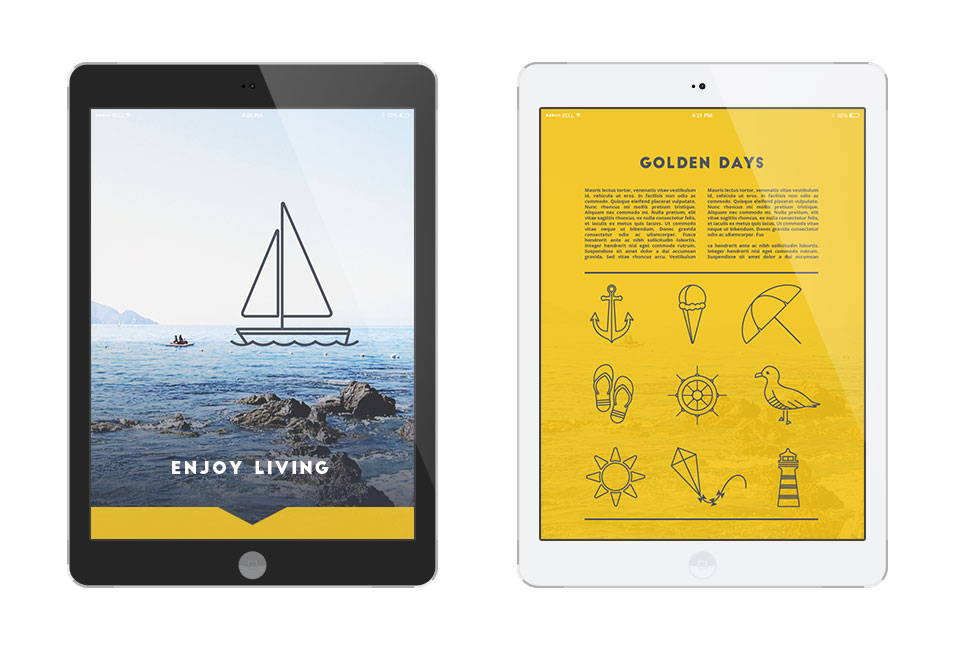 BELL
4:21 PM
22%
ENJOY LIVING
BELL
4:21 PM
22%
GOLDEN DAYS
Mauris lectus tortor, venenatis vitae vestibulum
id, vehicula ut eros. In facilisis non odio ac
commodo. Quisque eleifend placerat vulputate.
Nunc rhoncus mi mollis pretium tristique.
Aliquam nec commodo mi. Nulla pretium, elit
vitae sagittis rhoncus, ex nulla consectetur felis,
et iaculis ex metus quis lacus. Ut commodo
vitae neque ut bibendum. Donec gravida
consectetur odio ac ullamcorper. Fusce
hendrerit ante ac nibh sollicitudin lobortis.
Integer hendrerit nisl eget commodo rutrum.
Suspendisse sit amet dolor a dui accumsan
gravida. Sed vitae rhoncus arcu. Vestibulum
Mauris lectus tortor, venenatis vitae vestibulum
id, vehicula ut eros. In facilisis non odio ac
commodo. Quisque eleifend placerat vulputate.
Nunc rhoncus mi mollis pretium tristique.
Aliquam nec commodo mi. Nulla pretium, elit
vitae sagittis rhoncus, ex nulla consectetur felis,
et iaculis ex metus quis lacus. Ut commodo
vitae neque ut bibendum. Donec gravida consectetur
odio ac ullamcorper. Fus
ce hendrerit ante ac nibh sollicitudin lobortis.
Integer hendrerit nisl eget commodo rutrum.
Suspendisse sit amet dolor a dui accumsan